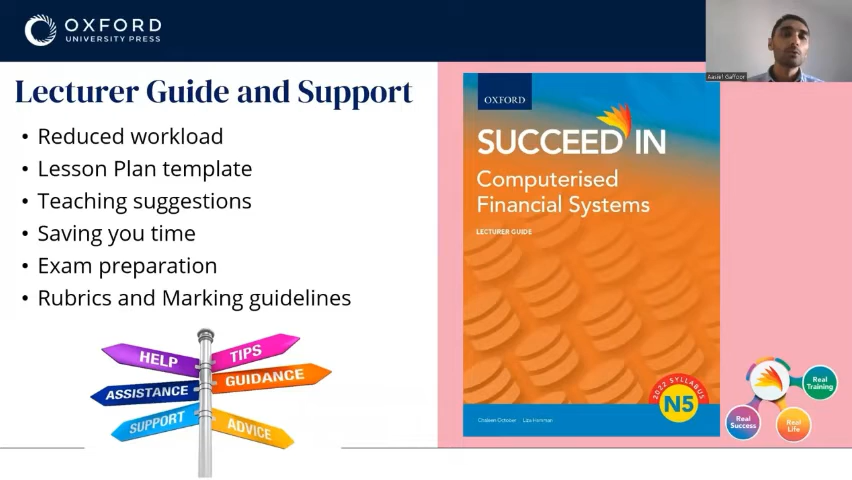 OXFORD
UNIVERSITY PRESS
Aasief Gaffoor
Lecturer Guide and Support
• Reduced workload
• Lesson Plan template
• Teaching suggestions
• Saving you time
• Exam preparation
• Rubrics and Marking guidelines
HELP
TIPS
ASSISTANCE
GUIDANCE
SUPPORT
ADVICE
OXFORD
SUCCEED IN
Computerised
Financial Systems
LECTURER GUIDE
2022 SYLLABUS
N5
Real
Training
Real
Success
Real
Life